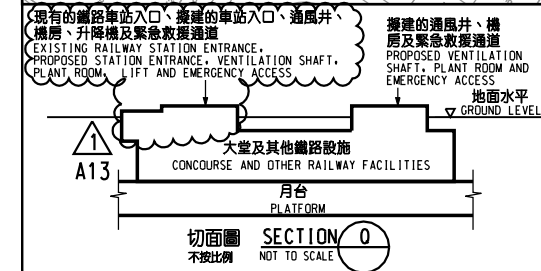 現有的鐵路車站入口、擬建的車站入口、通風井、
機房、升降機及緊急救援通道
EXISTING RAILWAY STATION ENTRANCE,
PROPOSED STATION ENTRANCE, VENTILATION SHAFT,
PLANT ROOM, LIFT AND EMERGENCY ACCESS
擬建的通風井、機
房及緊急救援通道
PROPOSED VENTILATION
SHAFT, PLANT ROOM AND
EMERGENCY ACCESS
地面水平
GROUND LEVEL
1
A13
大堂及其他鐵路設施
CONCOURSE AND OTHER RAILWAY FACILITIES
月台
PLATFORM
切面圖 SECTION O
不按比例 NOT TO SCALE